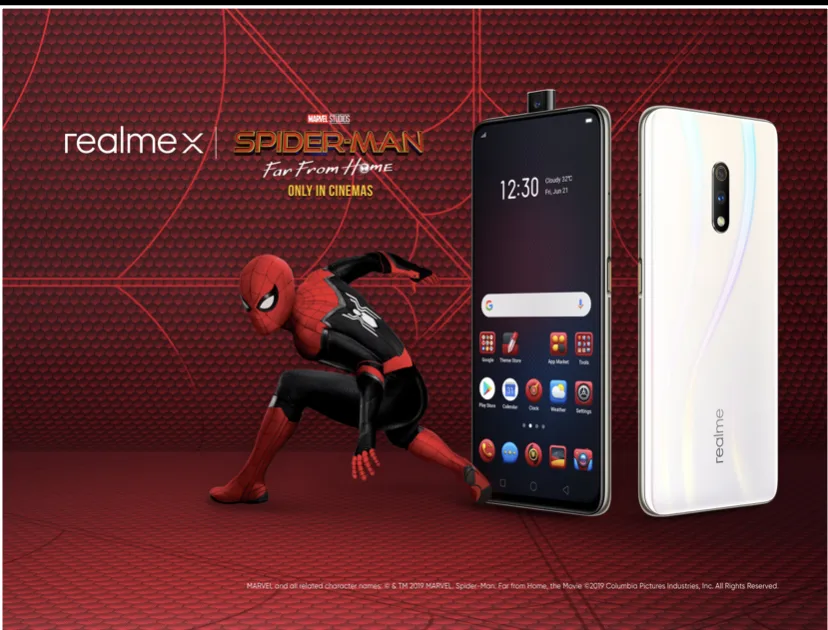 realme X
MARVEL STUDIOS
SPIDER-MAN
Far From Home
ONLY IN CINEMAS
12:30
Cloudy 32°C
Fri, Jun 21
G
Google Theme Store App Market Tools
Play Store Calendar Clock Weather Settings
realme
MARVEL and all related character names: ® & TM 2019 MARVEL. Spider-Man: Far from Home, the Movie ©2019 Columbia Pictures Industries, Inc. All Rights Reserved.